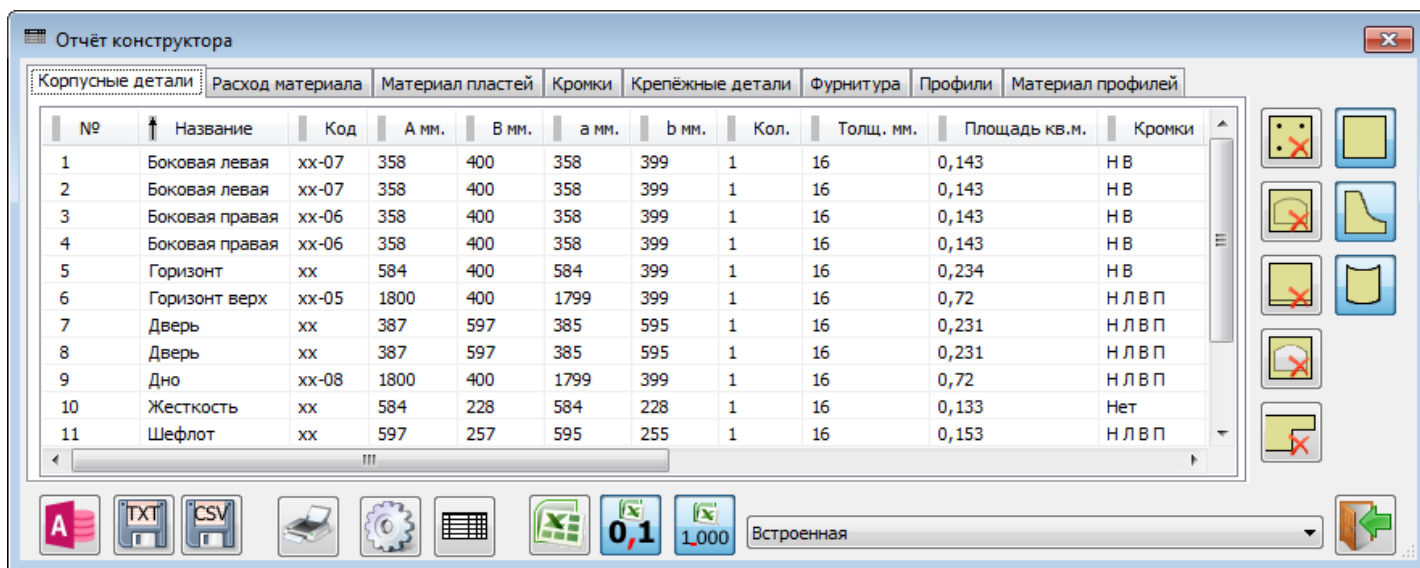 Отчёт конструктора
Корпусные детали Расход материала Материал пластей Кромки Крепёжные детали Фурнитура Профили Материал профилей
№ Название Код A мм. B мм. a мм. b мм. Кол. Толщ. мм. Площадь кв.м. Кромки
1 Боковая левая xx-07 358 400 358 399 1 16 0,143 Н В
2 Боковая левая xx-07 358 400 358 399 1 16 0,143 Н В
3 Боковая правая xx-06 358 400 358 399 1 16 0,143 Н В
4 Боковая правая xx-06 358 400 358 399 1 16 0,143 Н В
5 Горизонт xx 584 400 584 399 1 16 0,234 Н В
6 Горизонт верх xx-05 1800 400 1799 399 1 16 0,72 Н Л В П
7 Дверь xx 387 597 385 595 1 16 0,231 Н Л В П
8 Дверь xx 387 597 385 595 1 16 0,231 Н Л В П
9 Дно xx-08 1800 400 1799 399 1 16 0,72 Н Л В П
10 Жесткость xx 584 228 584 228 1 16 0,133 Нет
11 Шефлот xx 597 257 595 255 1 16 0,153 Н Л В П
A TXT CSV X X 0,1 X 1,000 Встроенная